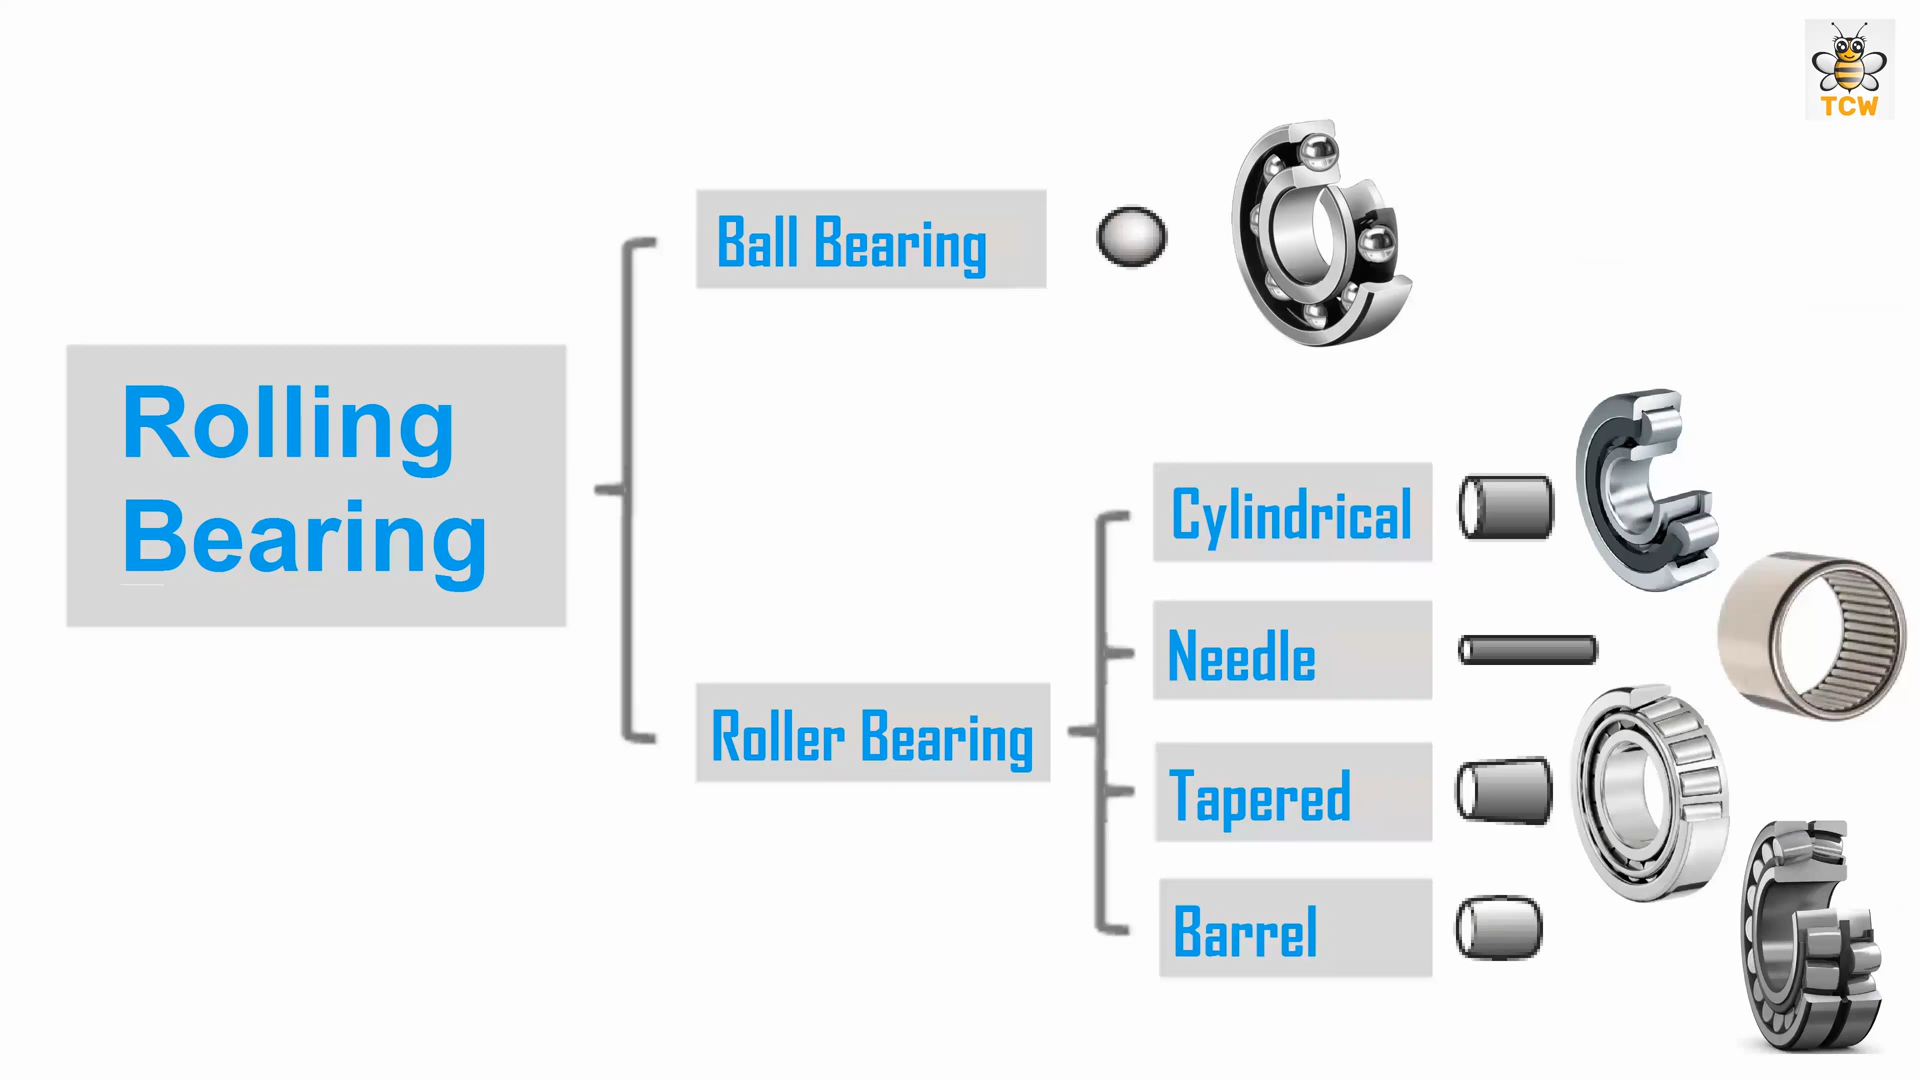 TCW
Ball Bearing
Rolling
Bearing
Cylindrical
Needle
Roller Bearing
Tapered
Barrel